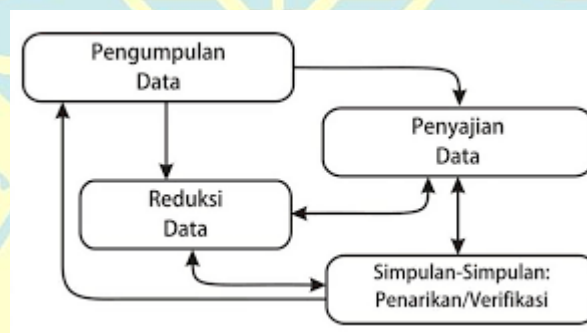 Pengumpulan
Data
Penyajian
Data
Reduksi
Data
Simpulan-Simpulan:
Penarikan/Verifikasi